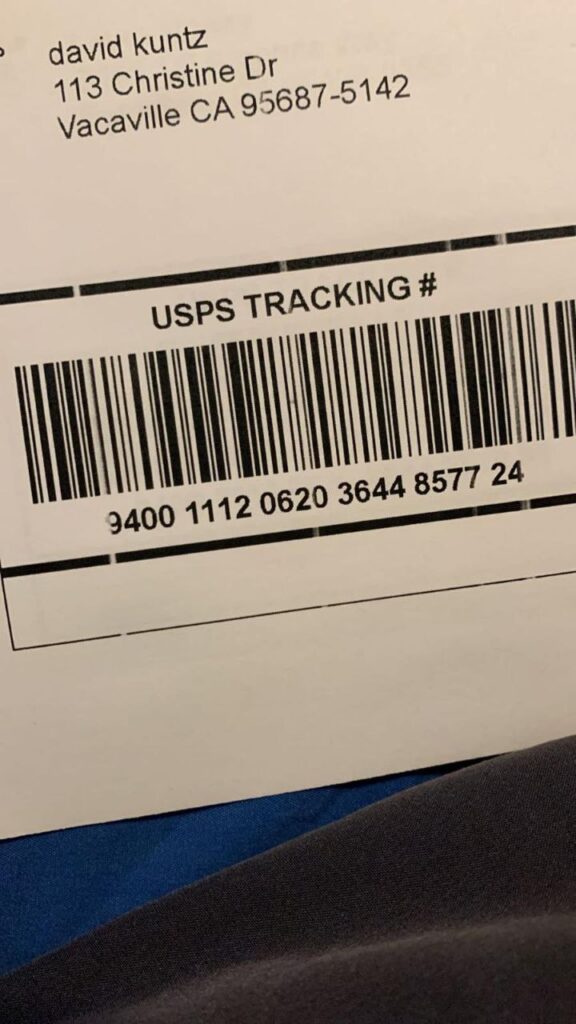 david kuntz
113 Christine Dr
Vacaville CA 95687-5142
USPS TRACKING #
9400 1112 0620 3644 8577 24